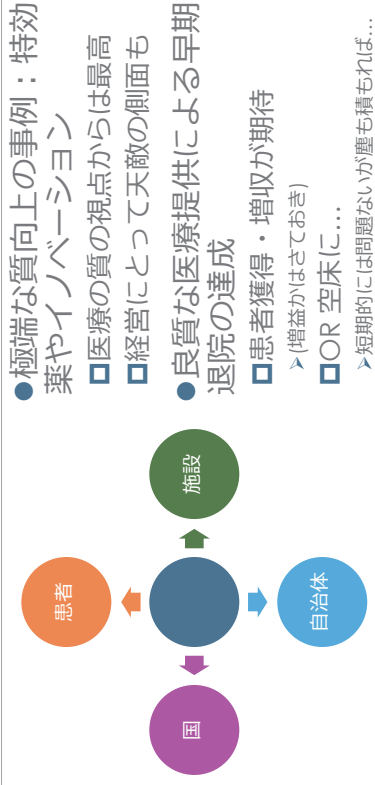 ●極端な質向上の事例：特効
薬やイノベーション
□医療の質の視点からは最高
□経営にとって天敵の側面も
●良質な医療提供による早期
退院の達成
□患者獲得・増収が期待
➢(増益かはさておき)
□OR 空床に…
➢短期的には問題ないが塵も積もれば…
患者
施設
国
自治体